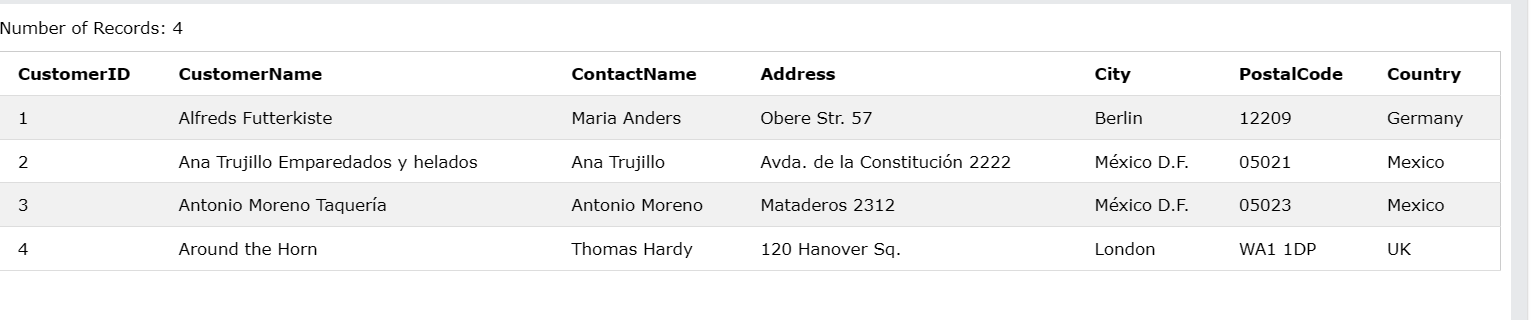 Number of Records: 4
CustomerID CustomerName ContactName Address City PostalCode Country
1 Alfreds Futterkiste Maria Anders Obere Str. 57 Berlin 12209 Germany
2 Ana Trujillo Emparedados y helados Ana Trujillo Avda. de la Constitución 2222 México D.F. 05021 Mexico
3 Antonio Moreno Taquería Antonio Moreno Mataderos 2312 México D.F. 05023 Mexico
4 Around the Horn Thomas Hardy 120 Hanover Sq. London WA1 1DP UK